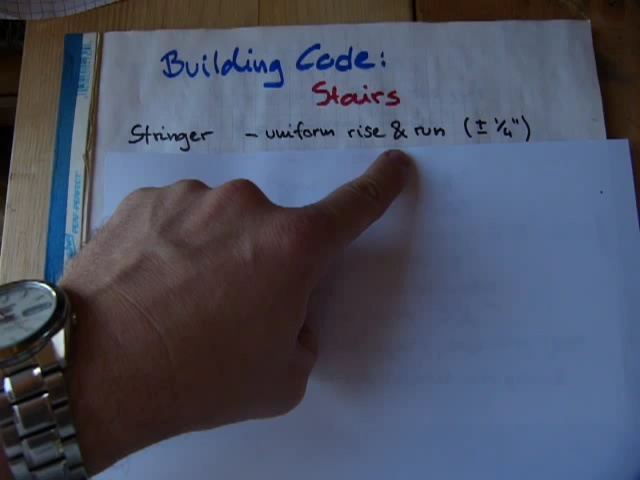 Building Code:
Stairs
Stringer - uniform rise & run (± 1/4")